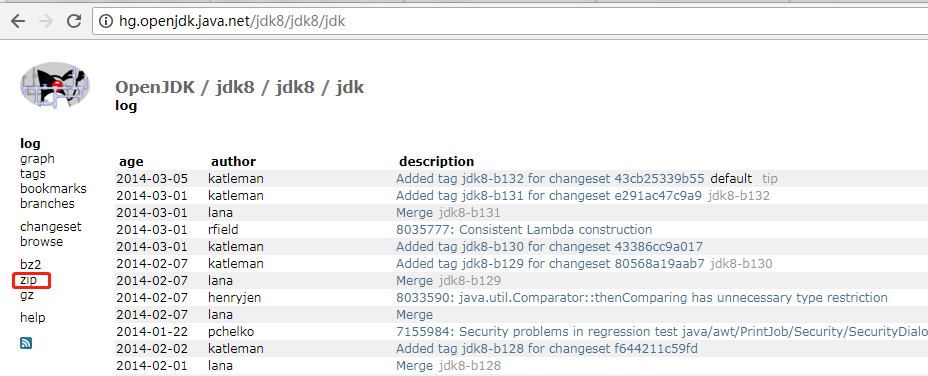 hg.openjdk.java.net/jdk8/jdk8/jdk
OpenJDK / jdk8 / jdk8 / jdk
log
log
graph
tags
bookmarks
branches
changeset
browse
bz2
zip
gz
help
age author description
2014-03-05 katleman Added tag jdk8-b132 for changeset 43cb25339b55 default tip
2014-03-01 katleman Added tag jdk8-b131 for changeset e291ac47c9a9 jdk8-b132
2014-03-01 lana Merge jdk8-b131
2014-03-01 rfield 8035777: Consistent Lambda construction
2014-03-01 katleman Added tag jdk8-b130 for changeset 43386cc9a017
2014-02-07 katleman Added tag jdk8-b129 for changeset 80568a19aab7 jdk8-b130
2014-02-07 lana Merge jdk8-b129
2014-02-07 henryjen 8033590: java.util.Comparator::thenComparing has unnecessary type restriction
2014-02-07 lana Merge
2014-01-22 pchelko 7155984: Security problems in regression test java/awt/PrintJob/Security/SecurityDialo
2014-02-02 katleman Added tag jdk8-b128 for changeset f644211c59fd
2014-02-01 lana Merge jdk8-b128